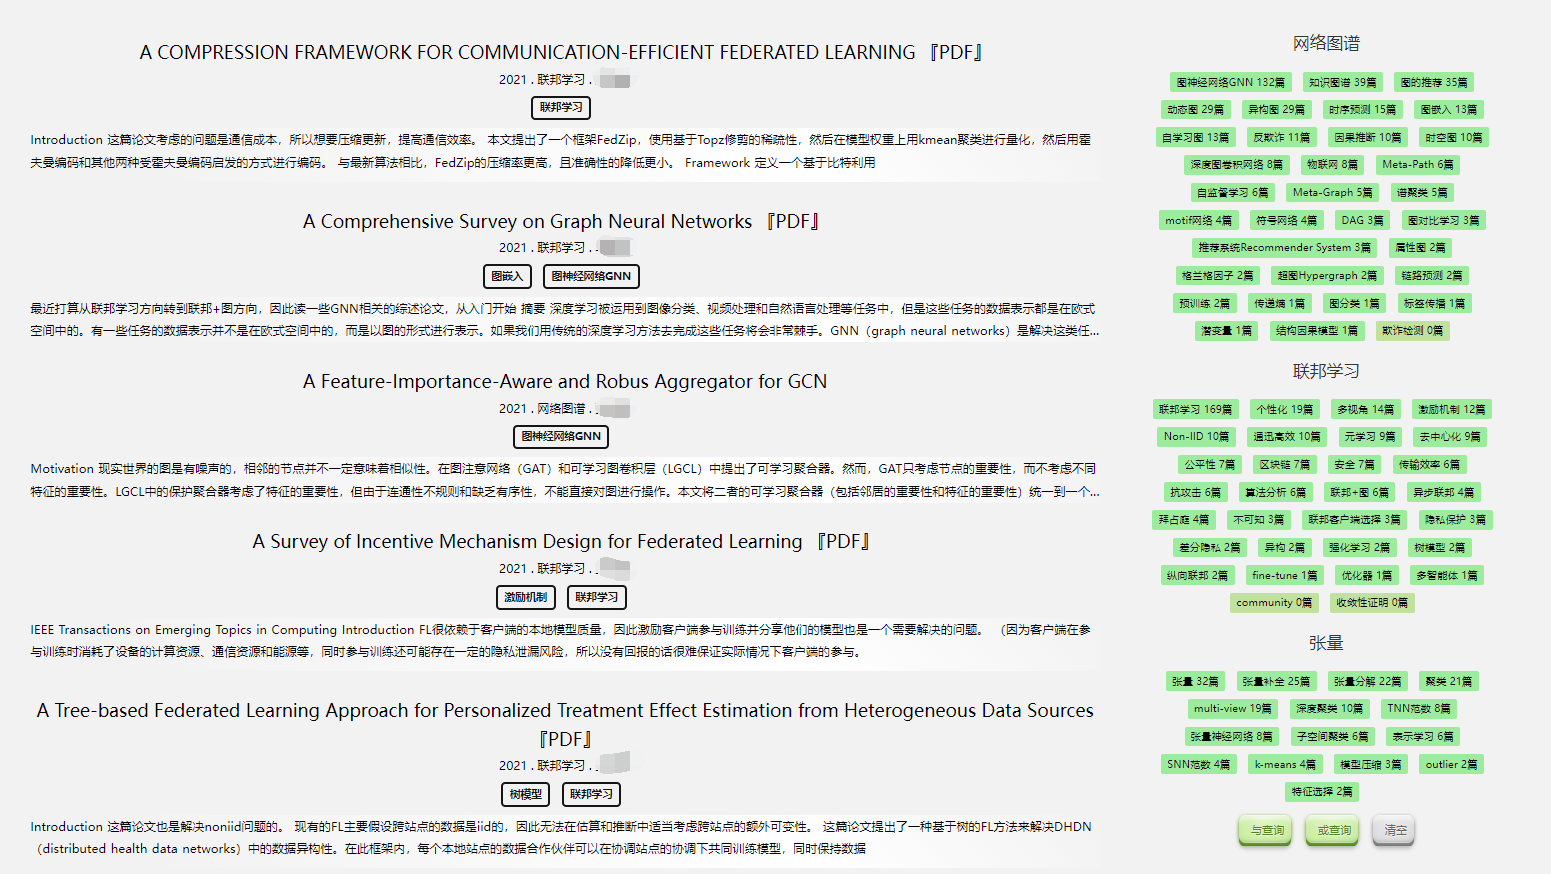 A COMPRESSION FRAMEWORK FOR COMMUNICATION-EFFICIENT FEDERATED LEARNING 『PDF』
2021 . 联邦学习 .
联邦学习
Introduction 这篇论文考虑的问题是通信成本，所以想要压缩更新，提高通信效率。 本文提出了一个框架FedZip，使用基于Topz修剪的稀疏性，然后在模型权重上用kmean聚类进行量化，然后用霍
夫曼编码和其他两种受霍夫曼编码启发的方式进行编码。 与最新算法相比，FedZip的压缩率更高，且准确性的降低更小。 Framework 定义一个基于比特利用
A Comprehensive Survey on Graph Neural Networks 『PDF』
2021 . 联邦学习 .
图嵌入 图神经网络GNN
最近打算从联邦学习方向转到联邦+图方向，因此读一些GNN相关的综述论文，从入门开始 摘要 深度学习被运用到图像分类、视频处理和自然语言处理等任务中，但是这些任务的数据表示都是在欧式
空间中的。有一些任务的数据表示并不是在欧式空间中的，而是以图的形式进行表示。如果我们用传统的深度学习方法去完成这些任务将会非常棘手。GNN（graph neural networks）是解决这类任...
A Feature-Importance-Aware and Robus Aggregator for GCN
2021 . 网络图谱 .
图神经网络GNN
Motivation 现实世界的图是有噪声的，相邻的节点并不一定意味着相似性。在图注意网络（GAT）和可学习图卷积层（LGCL）中提出了可学习聚合器。然而，GAT只考虑节点的重要性，而不考虑不同
特征的重要性。LGCL中的保护聚合器考虑了特征的重要性，但由于连通性不规则和缺乏有序性，不能直接对图进行操作。本文将二者的可学习聚合器（包括邻居的重要性和特征的重要性）统一到一个...
A Survey of Incentive Mechanism Design for Federated Learning 『PDF』
2021 . 联邦学习 .
激励机制 联邦学习
IEEE Transactions on Emerging Topics in Computing Introduction FL很依赖于客户端的本地模型质量，因此激励客户端参与训练并分享他们的模型也是一个需要解决的问题。 （因为客户端在参
与训练时消耗了设备的计算资源、通信资源和能源等，同时参与训练还可能存在一定的隐私泄漏风险，所以没有回报的话很难保证实际情况下客户端的参与。
A Tree-based Federated Learning Approach for Personalized Treatment Effect Estimation from Heterogeneous Data Sources
『PDF』
2021 . 联邦学习 .
树模型 联邦学习
Introduction 这篇论文也是解决noniid问题的。 现有的FL主要假设跨站点的数据是iid的，因此无法在估算和推断中适当考虑跨站点的额外可变性。 这篇论文提出了一种基于树的FL方法来解决DHDN
（distributed health data networks）中的数据异构性。在此框架内，每个本地站点的数据合作伙伴可以在协调站点的协调下共同训练模型，同时保持数据
网络图谱
图神经网络GNN 132篇 知识图谱 39篇 图的推荐 35篇
动态图 29篇 异构图 29篇 时序预测 15篇 图嵌入 13篇
自学习图 13篇 反欺诈 11篇 因果推断 10篇 时空图 10篇
深度图卷积网络 8篇 物联网 8篇 Meta-Path 6篇
自监督学习 6篇 Meta-Graph 5篇 谱聚类 5篇
motif网络 4篇 符号网络 4篇 DAG 3篇 图对比学习 3篇
推荐系统Recommender System 3篇 属性图 2篇
格兰格因子 2篇 超图Hypergraph 2篇 链路预测 2篇
预训练 2篇 传递熵 1篇 图分类 1篇 标签传播 1篇
潜变量 1篇 结构因果模型 1篇 欺诈检测 0篇
联邦学习
联邦学习 169篇 个性化 19篇 多视角 14篇 激励机制 12篇
Non-IID 10篇 通迅高效 10篇 元学习 9篇 去中心化 9篇
公平性 7篇 区块链 7篇 安全 7篇 传输效率 6篇
抗攻击 6篇 算法分析 6篇 联邦+图 6篇 异步联邦 4篇
拜占庭 4篇 不可知 3篇 联邦客户端选择 3篇 隐私保护 3篇
差分隐私 2篇 异构 2篇 强化学习 2篇 树模型 2篇
纵向联邦 2篇 fine-tune 1篇 优化器 1篇 多智能体 1篇
community 0篇 收敛性证明 0篇
张量
张量 32篇 张量补全 25篇 张量分解 22篇 聚类 21篇
multi-view 19篇 深度聚类 10篇 TNN范数 8篇
张量神经网络 8篇 子空间聚类 6篇 表示学习 6篇
SNN范数 4篇 k-means 4篇 模型压缩 3篇 outlier 2篇
特征选择 2篇
与查询 或查询 清空